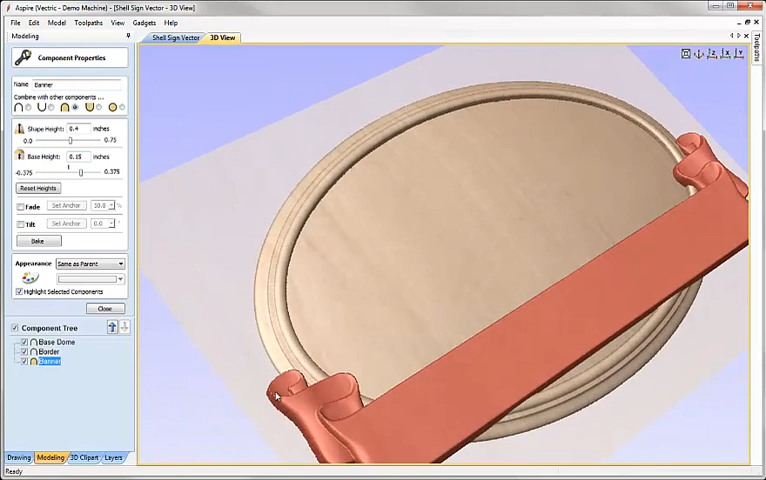 Aspire (Vectric - Demo Machine) - [Shell Sign Vector - 3D View]
File Edit Model Toolpaths View Gadgets Help
Modeling
Shell Sign Vector 3D View
Toolpaths
Component Properties
Name Banner
Combine with other components ...
Shape Height: 0.4 inches
0.0 0.75
Base Height: 0.15 inches
-0.375 0.375
Reset Heights
Fade Set Anchor 50.0 %
Tilt Set Anchor 0.0
Bake
Appearance Same as Parent
Highlight Selected Components
Close
Component Tree
Base Dome
Border
Banner
Drawing Modeling 3D Clipart Layers
Ready